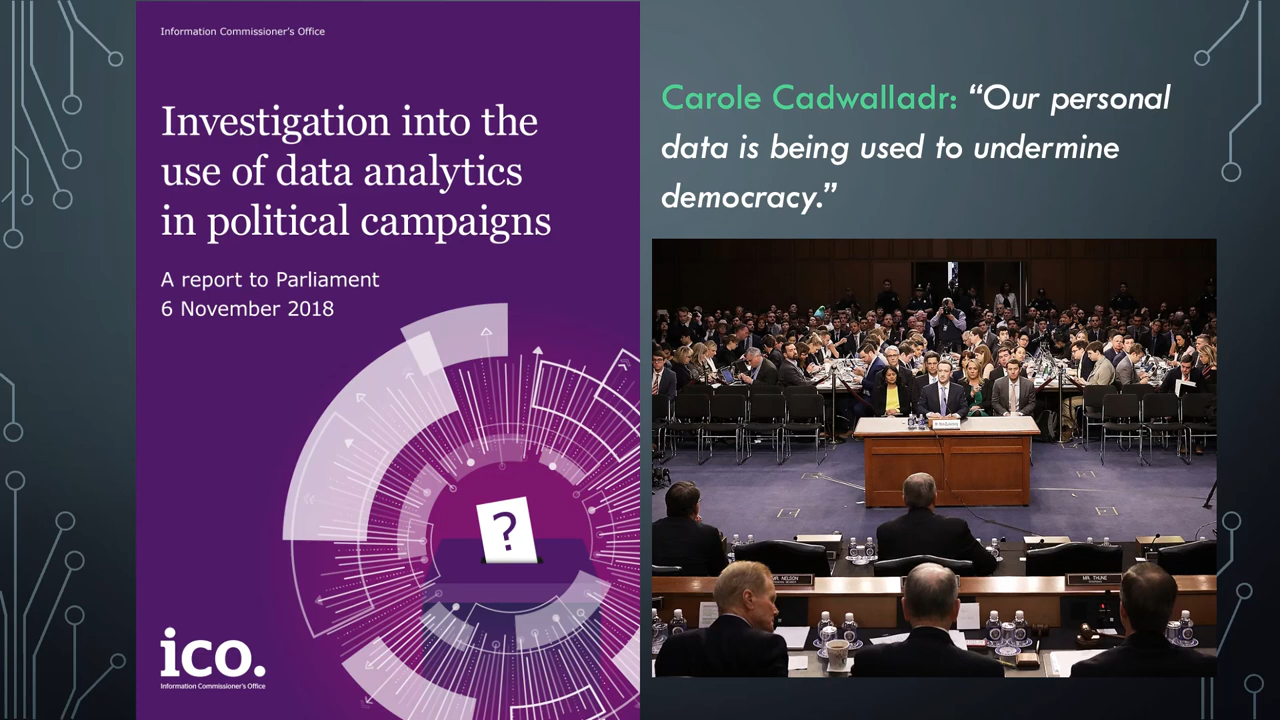 Information Commissioner's Office
Investigation into the
use of data analytics
in political campaigns
A report to Parliament
6 November 2018
?
ico.
Information Commissioner's Office
Carole Cadwalladr: “Our personal
data is being used to undermine
democracy.”
MR. NELSON
MR. THUNE